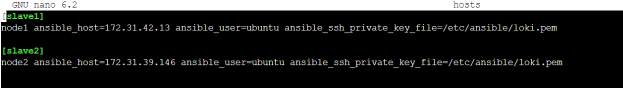 GNU nano 6.2 hosts
[slave1]
node1 ansible_host=172.31.42.13 ansible_user=ubuntu ansible_ssh_private_key_file=/etc/ansible/loki.pem
[slave2]
node2 ansible_host=172.31.39.146 ansible_user=ubuntu ansible_ssh_private_key_file=/etc/ansible/loki.pem